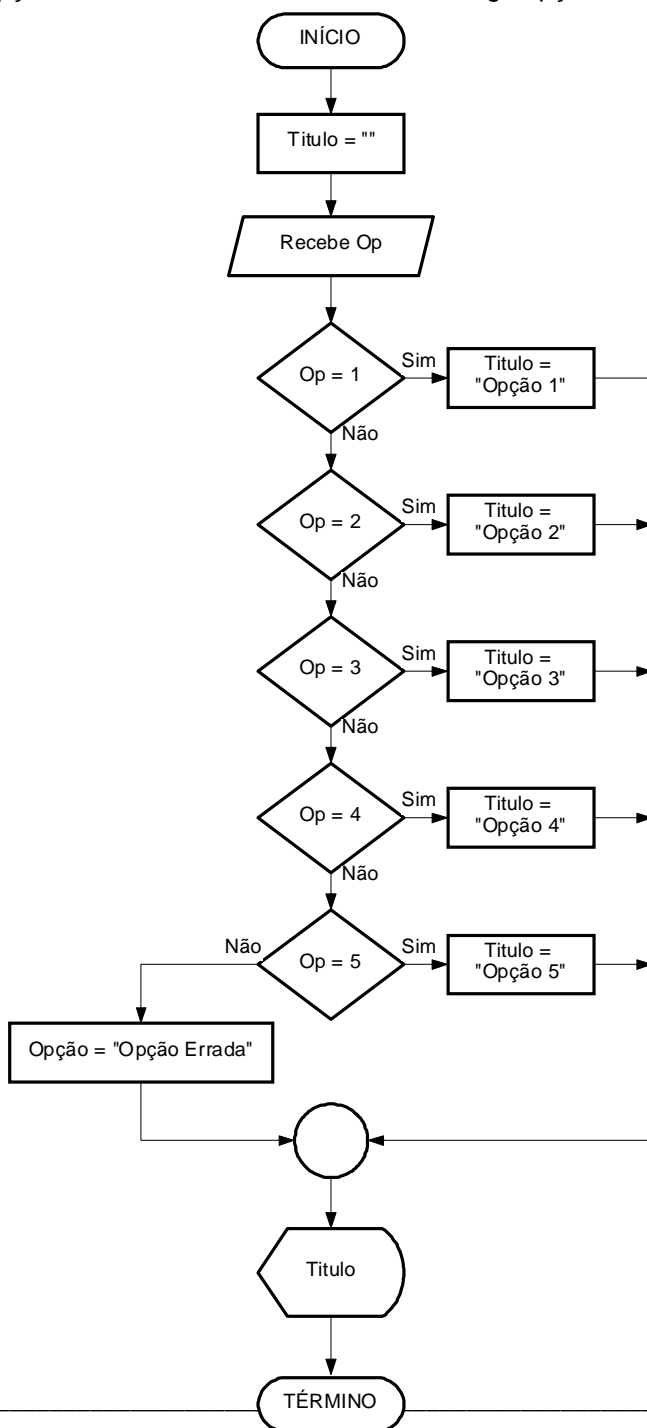 INÍCIO
Titulo = ""
Recebe Op
Op = 1
Sim
Titulo =
"Opção 1"
Não
Op = 2
Sim
Titulo =
"Opção 2"
Não
Op = 3
Sim
Titulo =
"Opção 3"
Não
Op = 4
Sim
Titulo =
"Opção 4"
Não
Não
Op = 5
Sim
Titulo =
"Opção 5"
Opção = "Opção Errada"
Titulo
TÉRMINO